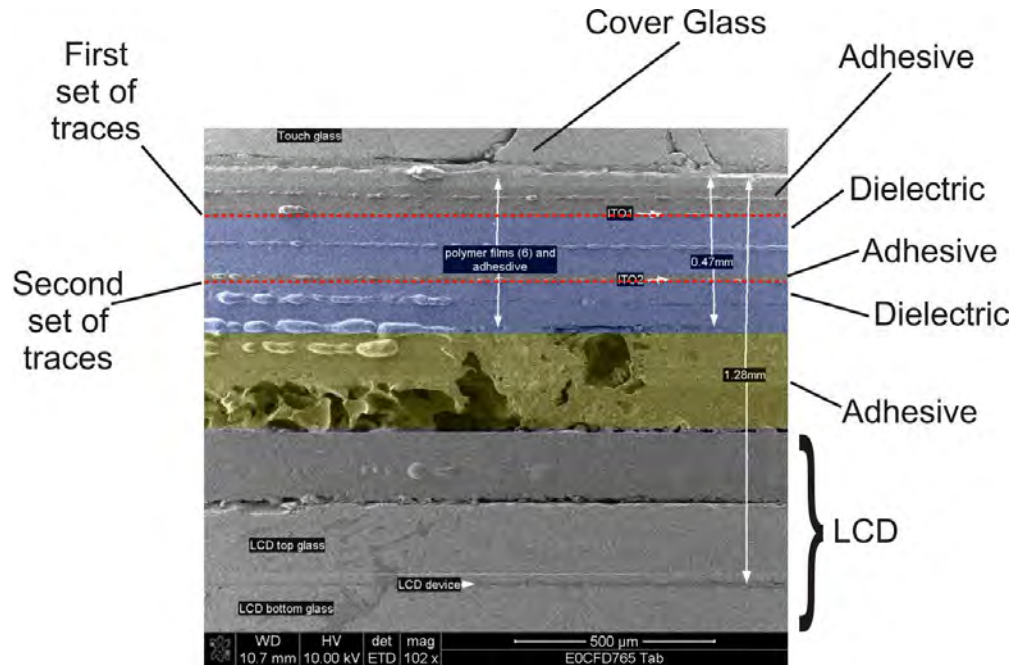 Cover Glass
First
set of
traces
Adhesive
Touch glass
Dielectric
ITO1
polymer films (6) and
adhesdive
0.47mm
Adhesive
ITO2
Second
set of
traces
Dielectric
1.28mm
Adhesive
LCD
LCD top glass
LCD device
LCD bottom glass
WD HV det mag
500 µm
10.7 mm 10.00 kV ETD 102 x
E0CFD765 Tab